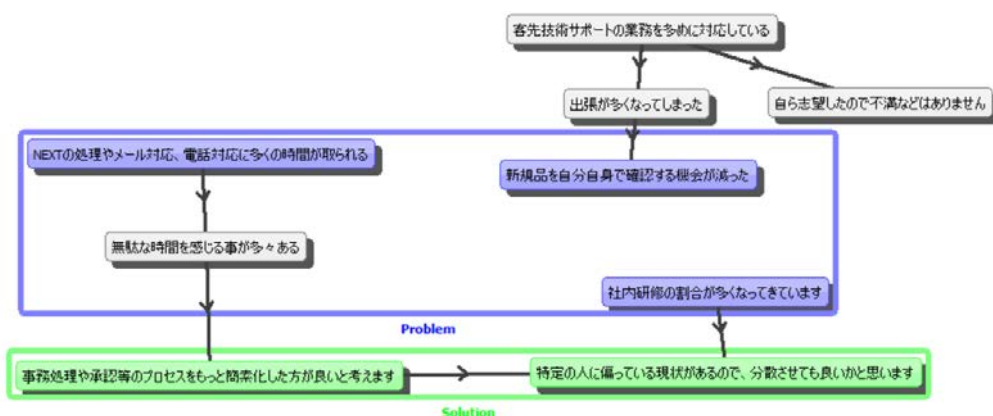 客先技術サポートの業務を多めに対応している
出張が多くなってしまった
自ら志望したので不満などはありません
NEXTの処理やメール対応、電話対応に多くの時間が取られる
新規品を自分自身で確認する機会が減った
無駄な時間を感じる事が多々ある
社内研修の割合が多くなってきています
Problem
事務処理や承認等のプロセスをもっと簡素化した方が良いと考えます
特定の人に偏っている現状があるので、分散させても良いかと思います
Solution